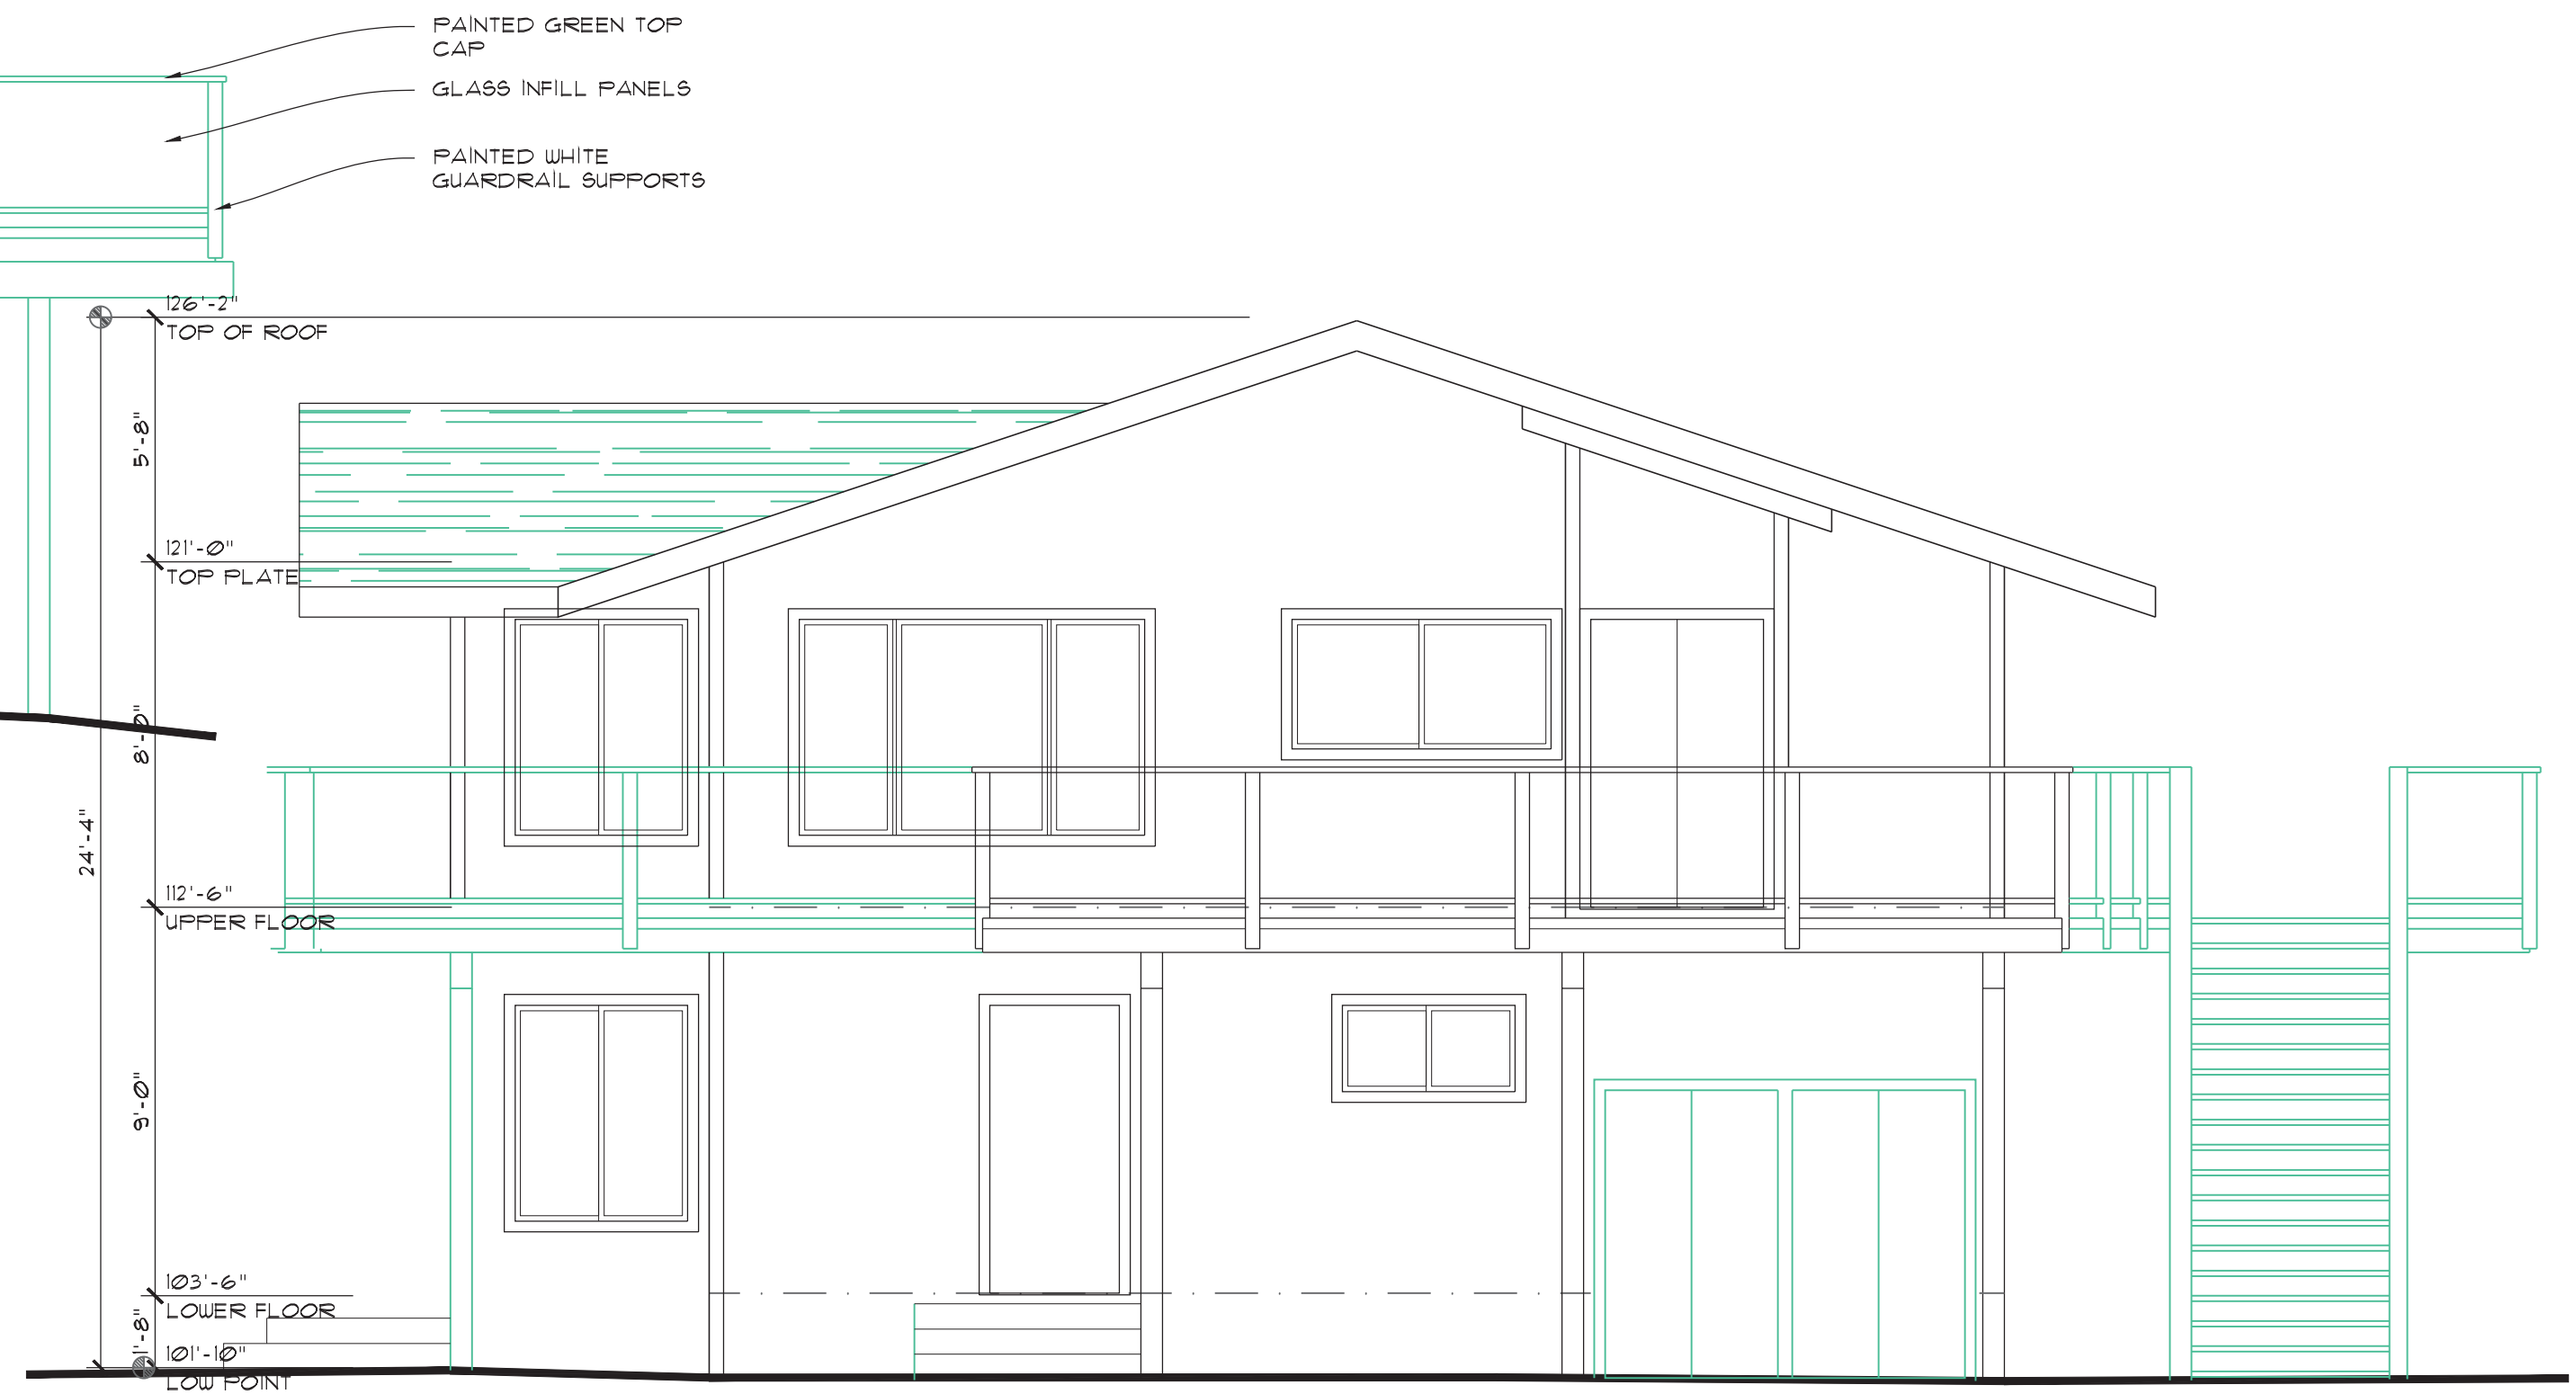 PAINTED GREEN TOP
CAP
GLASS INFILL PANELS
PAINTED WHITE
GUARDRAIL SUPPORTS
126'-2"
TOP OF ROOF
5'-8"
121'-0"
TOP PLATE
8'-0"
24'-4"
112'-6"
UPPER FLOOR
9'-0"
103'-6"
LOWER FLOOR
1'-8"
101'-10"
LOW POINT